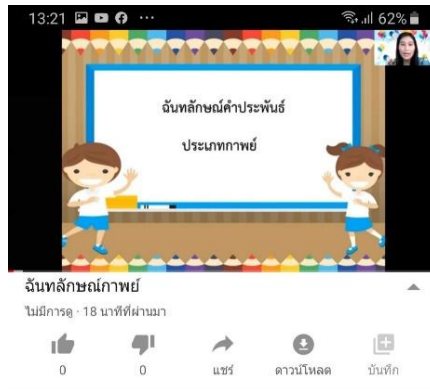 13:21 ... 62%
ฉันทลักษณ์คำประพันธ์
ประเภทกาพย์
ฉันทลักษณ์กาพย์
ไม่มีการดู · 18 นาทีที่ผ่านมา
0 0 แชร์ ดาวน์โหลด บันทึก